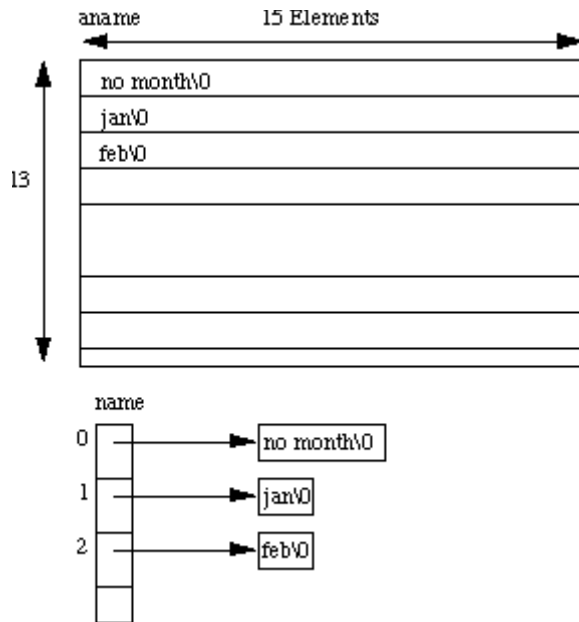 aname 15 Elements
no month\0
jan\0
feb\0
13
name
0 no month\0
1 jan\0
2 feb\0